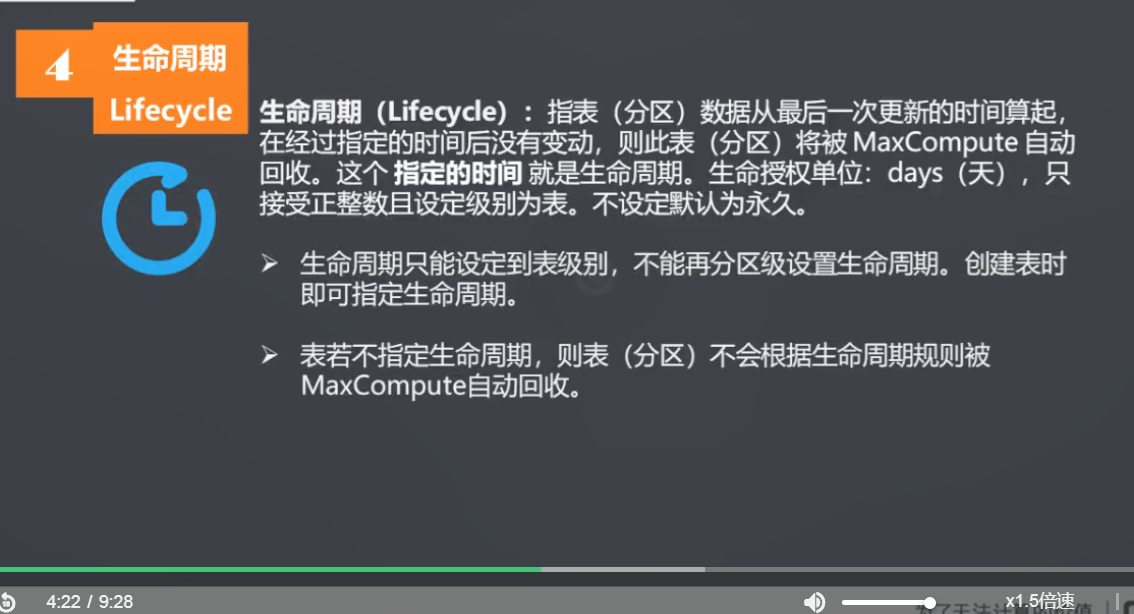 4
生命周期
Lifecycle
生命周期（Lifecycle）：指表（分区）数据从最后一次更新的时间算起，
在经过指定的时间后没有变动，则此表（分区）将被 MaxCompute 自动
回收。这个 指定的时间 就是生命周期。生命授权单位：days（天），只
接受正整数且设定级别为表。不设定默认为永久。
➢ 生命周期只能设定到表级别，不能再分区级设置生命周期。创建表时
即可指定生命周期。
➢ 表若不指定生命周期，则表（分区）不会根据生命周期规则被
MaxCompute自动回收。
10
4:22 / 9:28
x1.5倍速